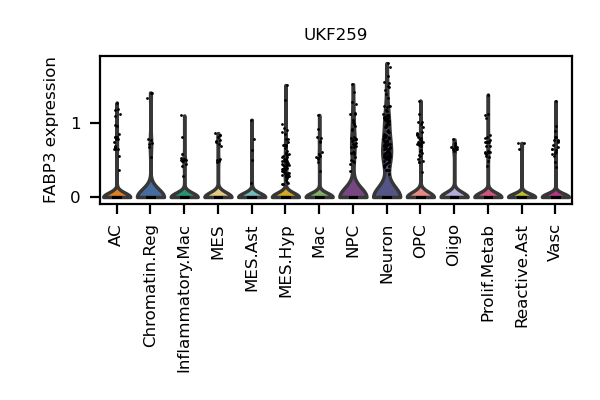 UKF259
FABP3 expression
1
0
AC
Chromatin.Reg
Inflammatory.Mac
MES
MES.Ast
MES.Hyp
Mac
NPC
Neuron
OPC
Oligo
Prolif.Metab
Reactive.Ast
Vasc